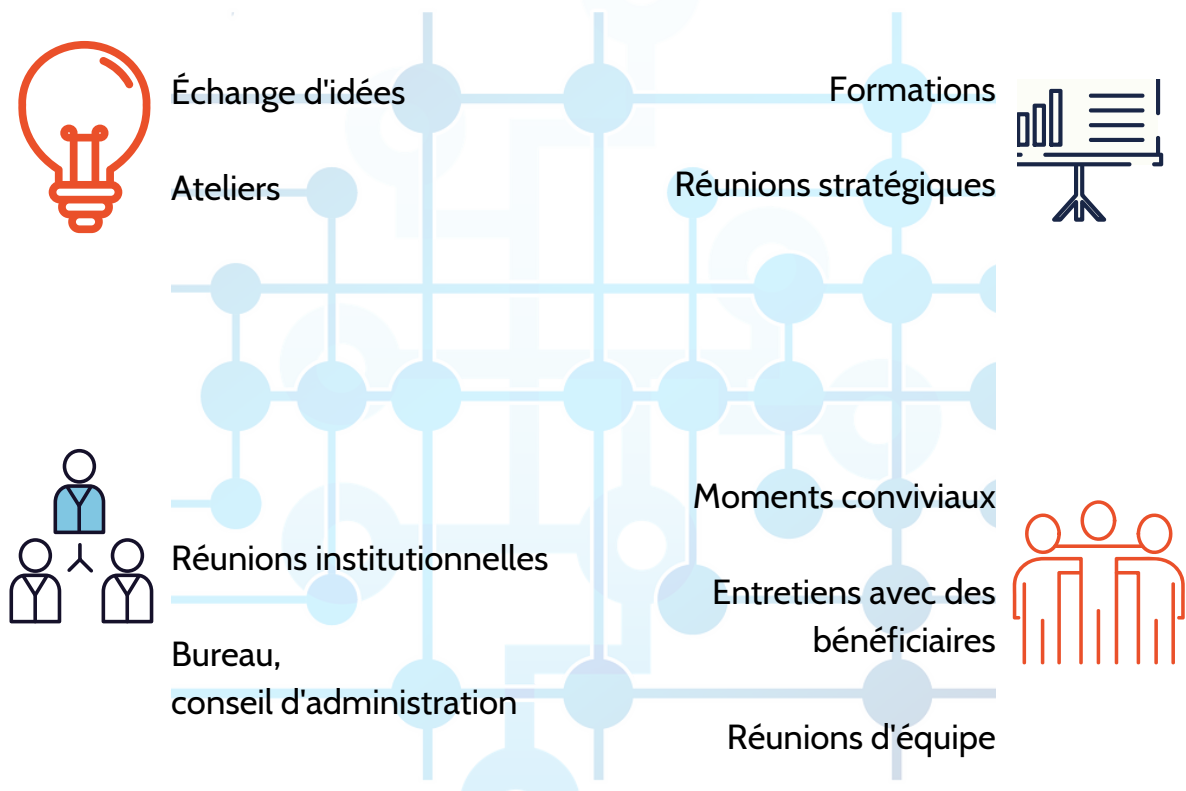 Échange d'idées
Ateliers
Formations
Réunions stratégiques
Réunions institutionnelles
Bureau,
conseil d'administration
Moments conviviaux
Entretiens avec des
bénéficiaires
Réunions d'équipe